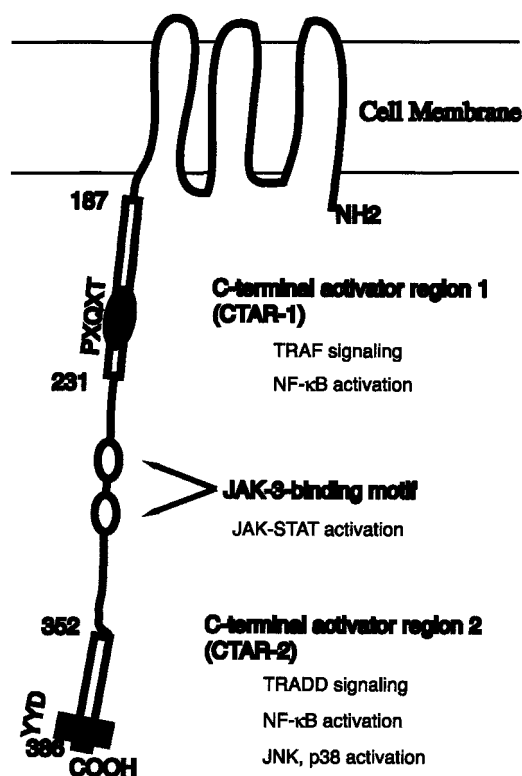 Cell Membrane
187
NH2
PXQXT
C-terminal activator region 1
(CTAR-1)
TRAF signaling
NF-κB activation
231
JAK-3-binding motif
JAK-STAT activation
352
C-terminal activator region 2
(CTAR-2)
TRADD signaling
YYD
NF-κB activation
386
JNK, p38 activation
COOH